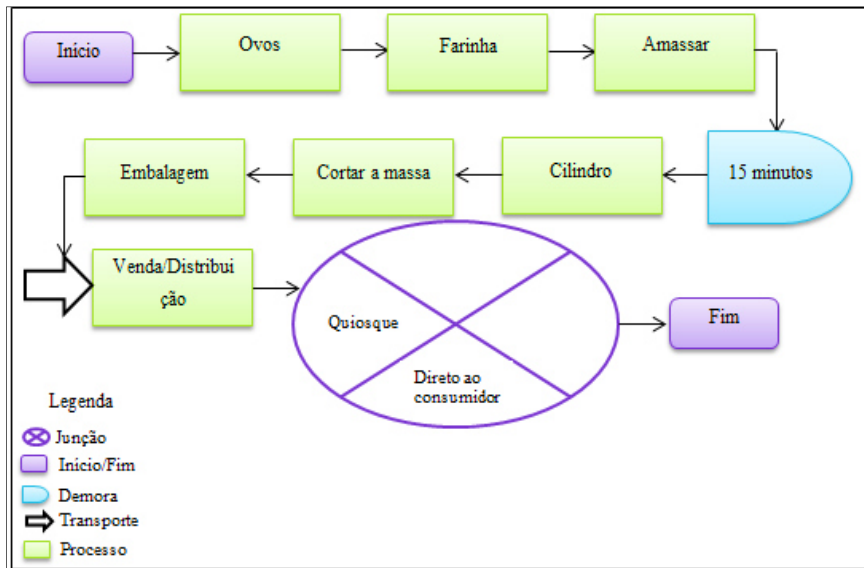 Início
Ovos
Farinha
Amassar
15 minutos
Cilindro
Cortar a massa
Embalagem
Venda/Distribui
ção
Quiosque
Direto ao
consumidor
Fim
Legenda
Junção
Inicio/Fim
Demora
Transporte
Processo